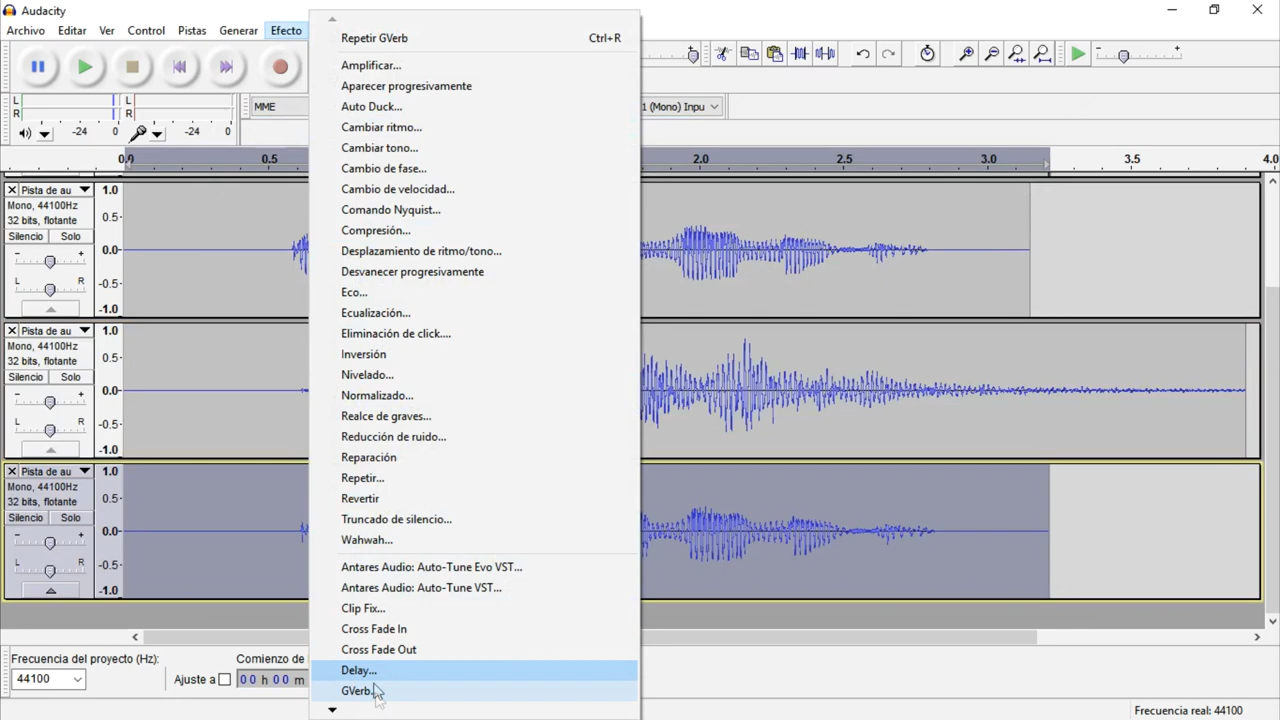 Audacity
Archivo Editar Ver Control Pistas Generar Efecto
Repetir GVerb Ctrl+R
Amplificar...
Aparecer progresivamente
Auto Duck...
Cambiar ritmo...
Cambiar tono...
Cambio de fase...
Cambio de velocidad...
Comando Nyquist...
Compresión...
Desplazamiento de ritmo/tono...
Desvanecer progresivamente
Eco...
Ecualización...
Eliminación de click....
Inversión
Nivelado...
Normalizado...
Realce de graves...
Reducción de ruido...
Reparación
Repetir...
Revertir
Truncado de silencio...
Wahwah...
Antares Audio: Auto-Tune Evo VST...
Antares Audio: Auto-Tune VST...
Clip Fix...
Cross Fade In
Cross Fade Out
Delay...
GVerb...
L
R
-24 0
L
R
-24 0
MME
1 (Mono) Inpu
0.0 0.5 2.0 2.5 3.0 3.5 4.0
Pista de au
Mono, 44100Hz
32 bits, flotante
Silencio Solo
- +
L R
1.0
0.5
0.0
-0.5
-1.0
Pista de au
Mono, 44100Hz
32 bits, flotante
Silencio Solo
- +
L R
1.0
0.5
0.0
-0.5
-1.0
Pista de au
Mono, 44100Hz
32 bits, flotante
Silencio Solo
- +
L R
1.0
0.5
0.0
-0.5
-1.0
Frecuencia del proyecto (Hz):
44100
Ajuste a
Comienzo de
00 h 00 m
Frecuencia real: 44100